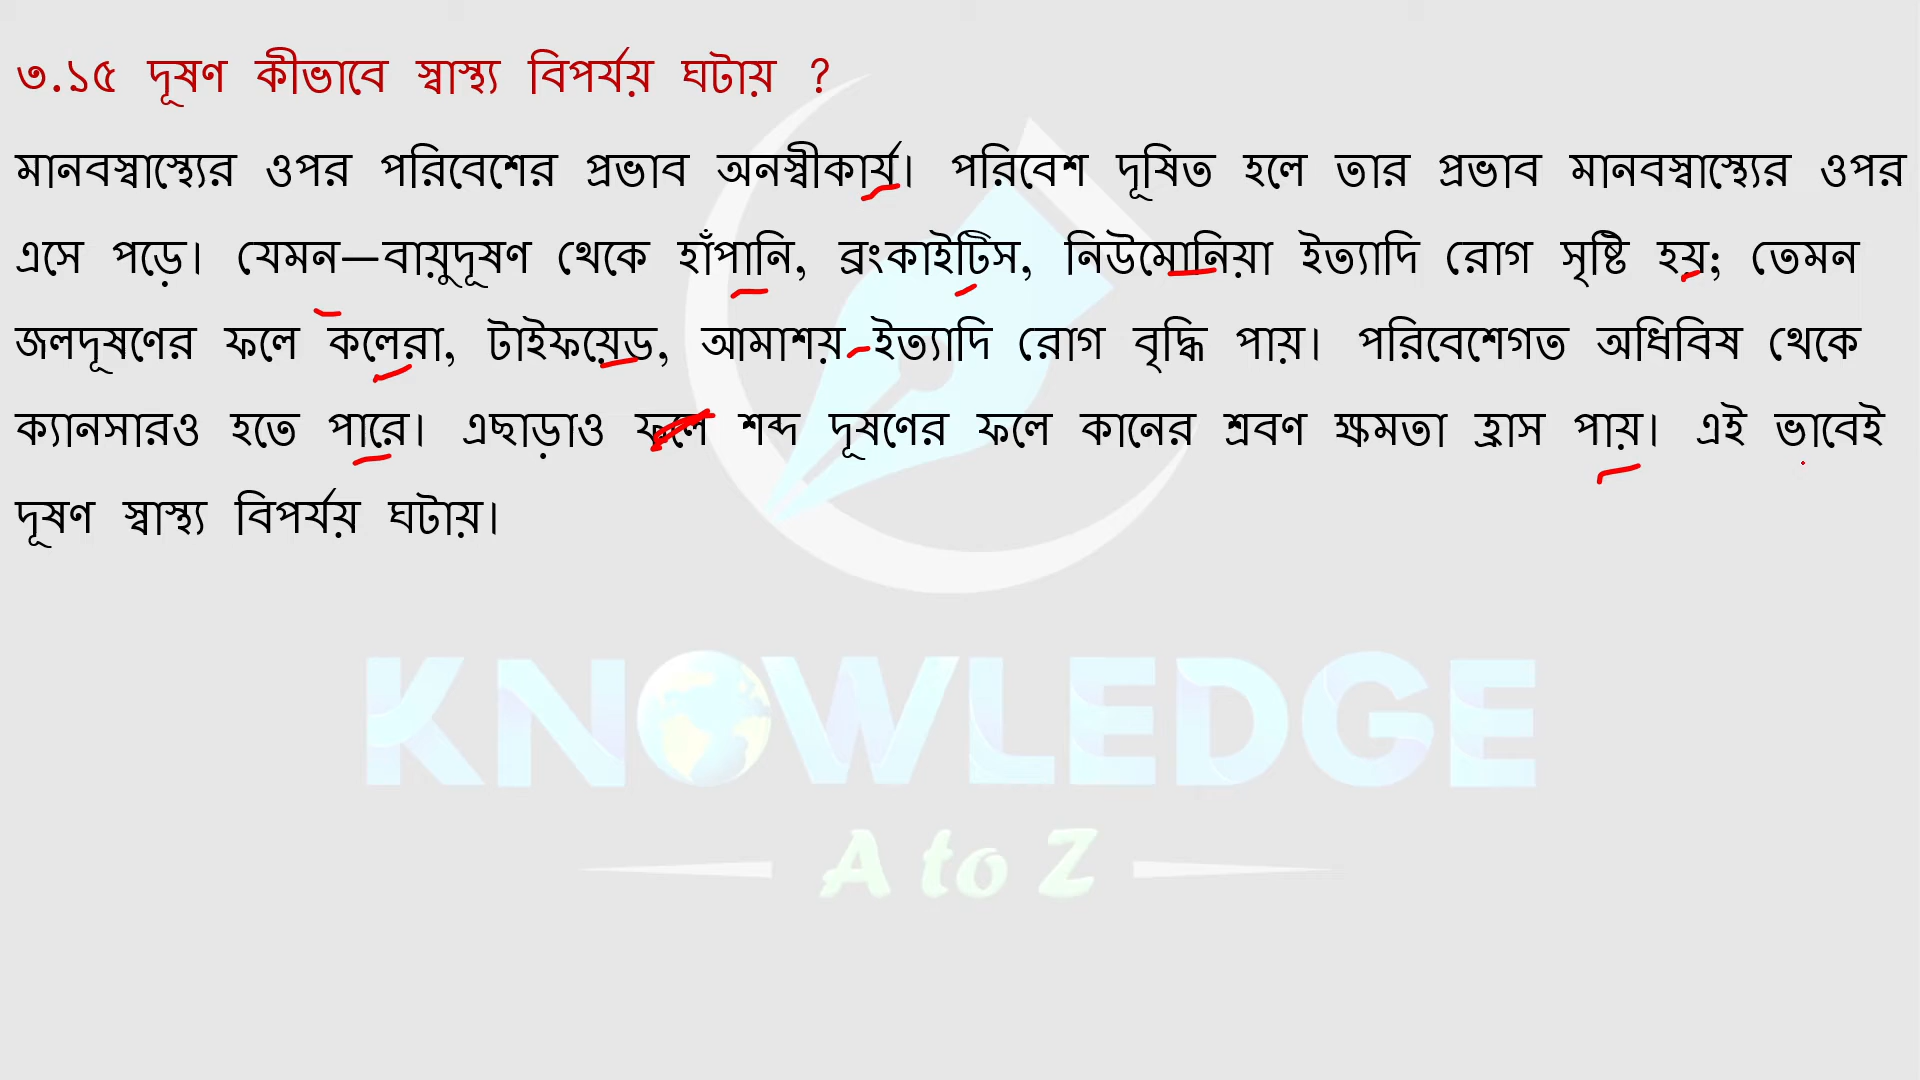 ৩.১৫ দূষণ কীভাবে স্বাস্থ্য বিপর্যয় ঘটায় ?
মানবস্বাস্থ্যের ওপর পরিবেশের প্রভাব অনস্বীকার্য। পরিবেশ দূষিত হলে তার প্রভাব মানবস্বাস্থ্যের ওপর
এসে পড়ে। যেমন—বায়ুদূষণ থেকে হাঁপানি, ব্রংকাইটিস, নিউমোনিয়া ইত্যাদি রোগ সৃষ্টি হয়; তেমন
জলদূষণের ফলে কলেরা, টাইফয়েড, আমাশয় ইত্যাদি রোগ বৃদ্ধি পায়। পরিবেশেগত অধিবিষ থেকে
ক্যানসারও হতে পারে। এছাড়াও ফলে শব্দ দূষণের ফলে কানের শ্রবণ ক্ষমতা হ্রাস পায়। এই ভাবেই
দূষণ স্বাস্থ্য বিপর্যয় ঘটায়।
KNOWLEDGE
A to Z